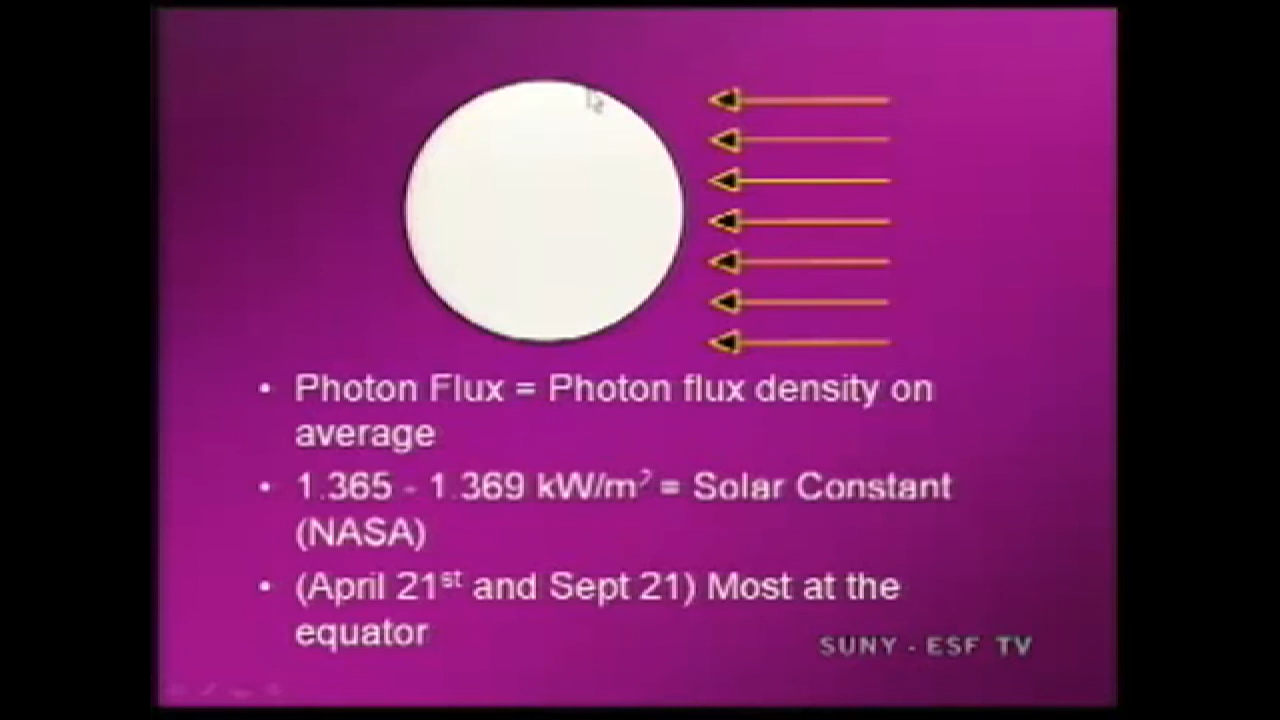 • Photon Flux = Photon flux density on
average
• 1.365 - 1.369 kW/m² = Solar Constant
(NASA)
• (April 21st and Sept 21) Most at the
equator
SUNY - ESF TV